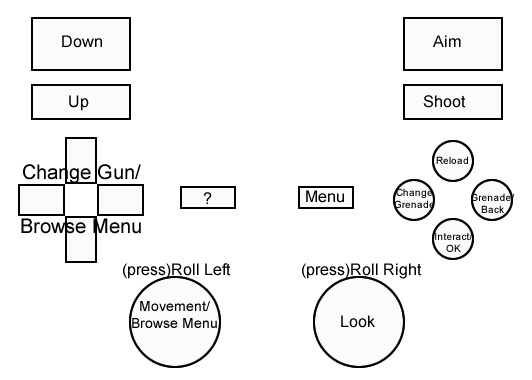 Down
Aim
Up
Shoot
Change Gun/
Browse Menu
?
Menu
Reload
Change
Grenade
Grenade/
Back
Interact/
OK
(press)Roll Left
(press)Roll Right
Movement/
Browse Menu
Look